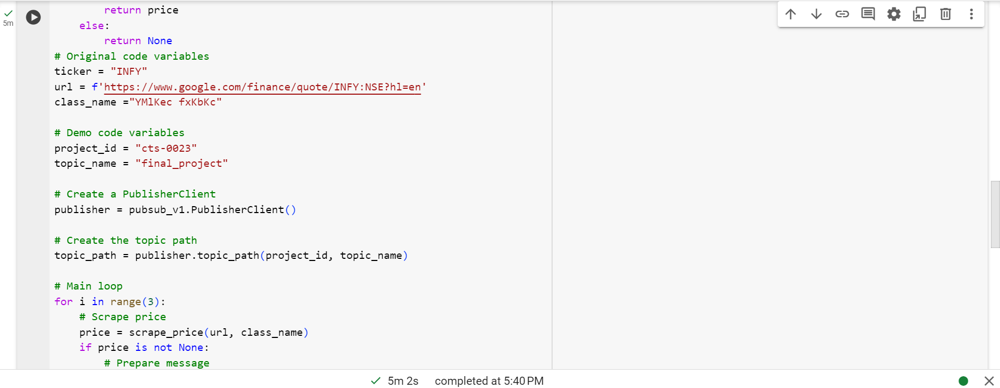 return price
5m
else:
return None
# Original code variables
ticker = "INFY"
url = f'https://www.google.com/finance/quote/INFY:NSE?hl=en'
class_name ="YMlKec fxKbKc"
# Demo code variables
project_id = "cts-0023"
topic_name = "final_project"
# Create a PublisherClient
publisher = pubsub_v1.PublisherClient()
# Create the topic path
topic_path = publisher.topic_path(project_id, topic_name)
# Main loop
for i in range(3):
# Scrape price
price = scrape_price(url, class_name)
if price is not None:
# Prepare message
5m 2s completed at 5:40 PM